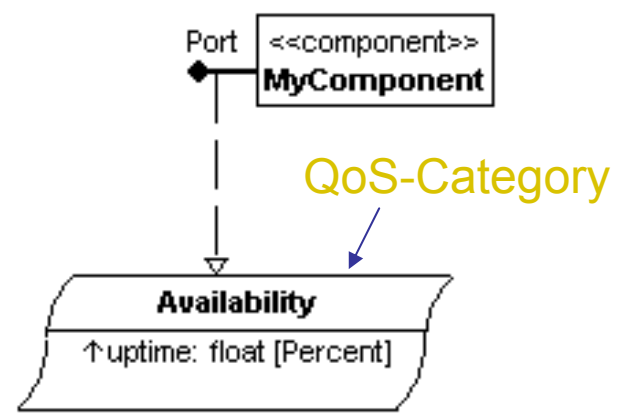 Port
<<component>>
MyComponent
QoS-Category
Availability
↑uptime: float [Percent]